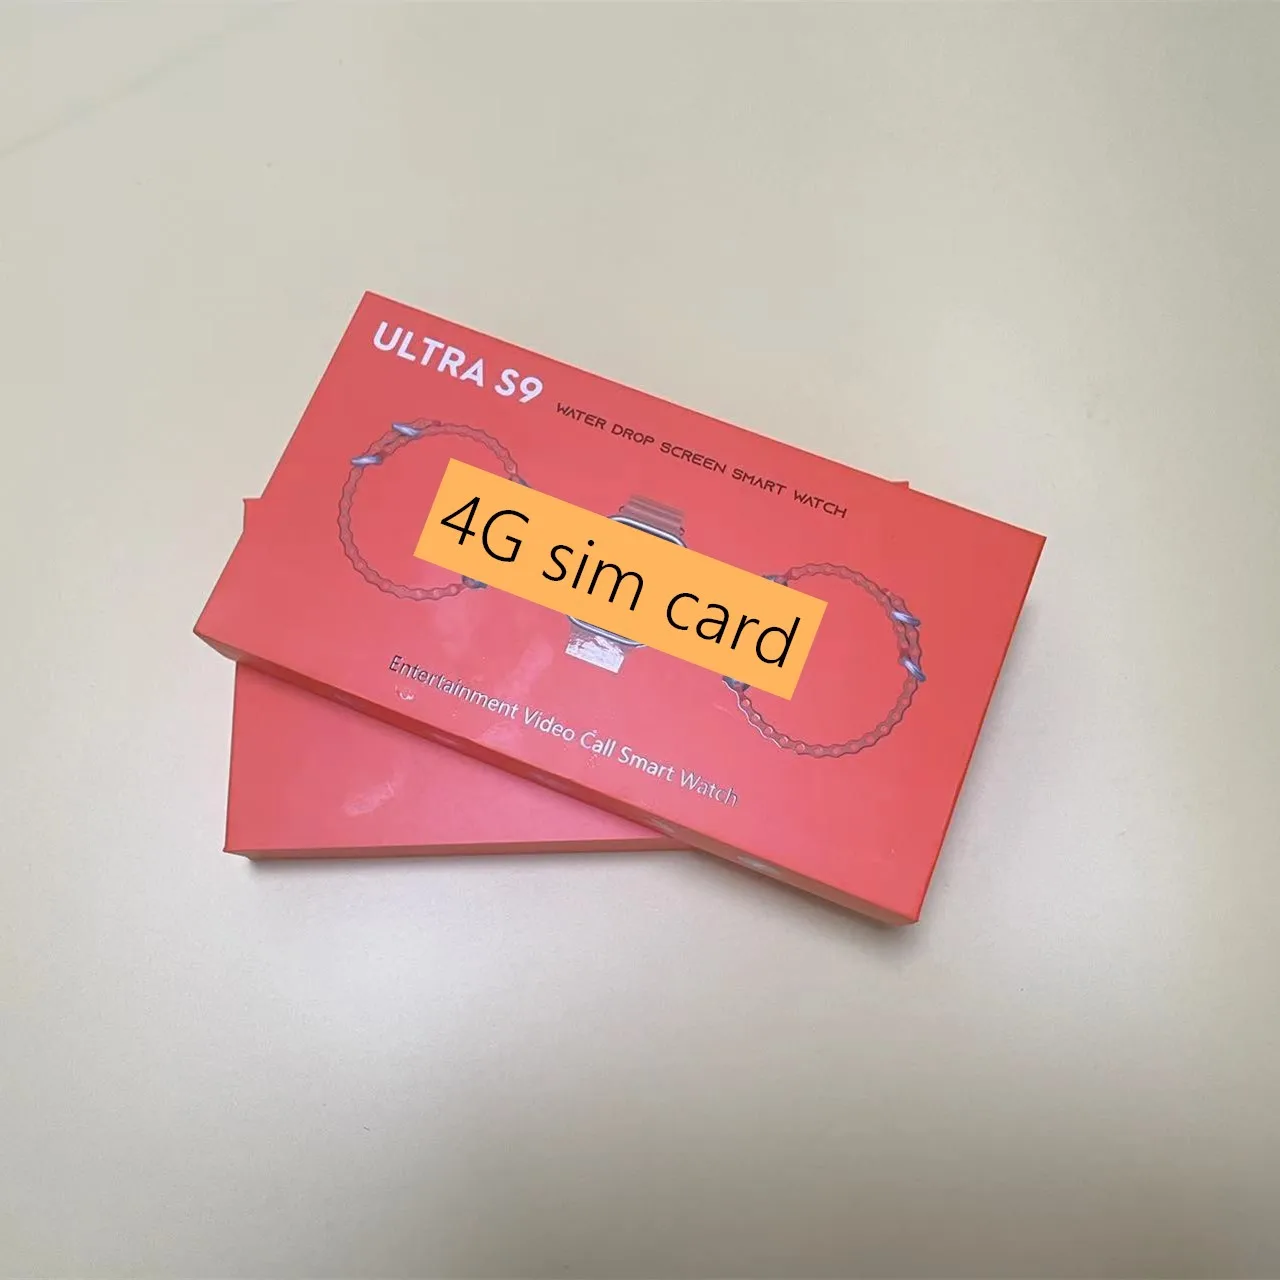 ULTRA S9
WATER DROP SCREEN SMART WATCH
4G sim card
Entertainment Video Call Smart Watch